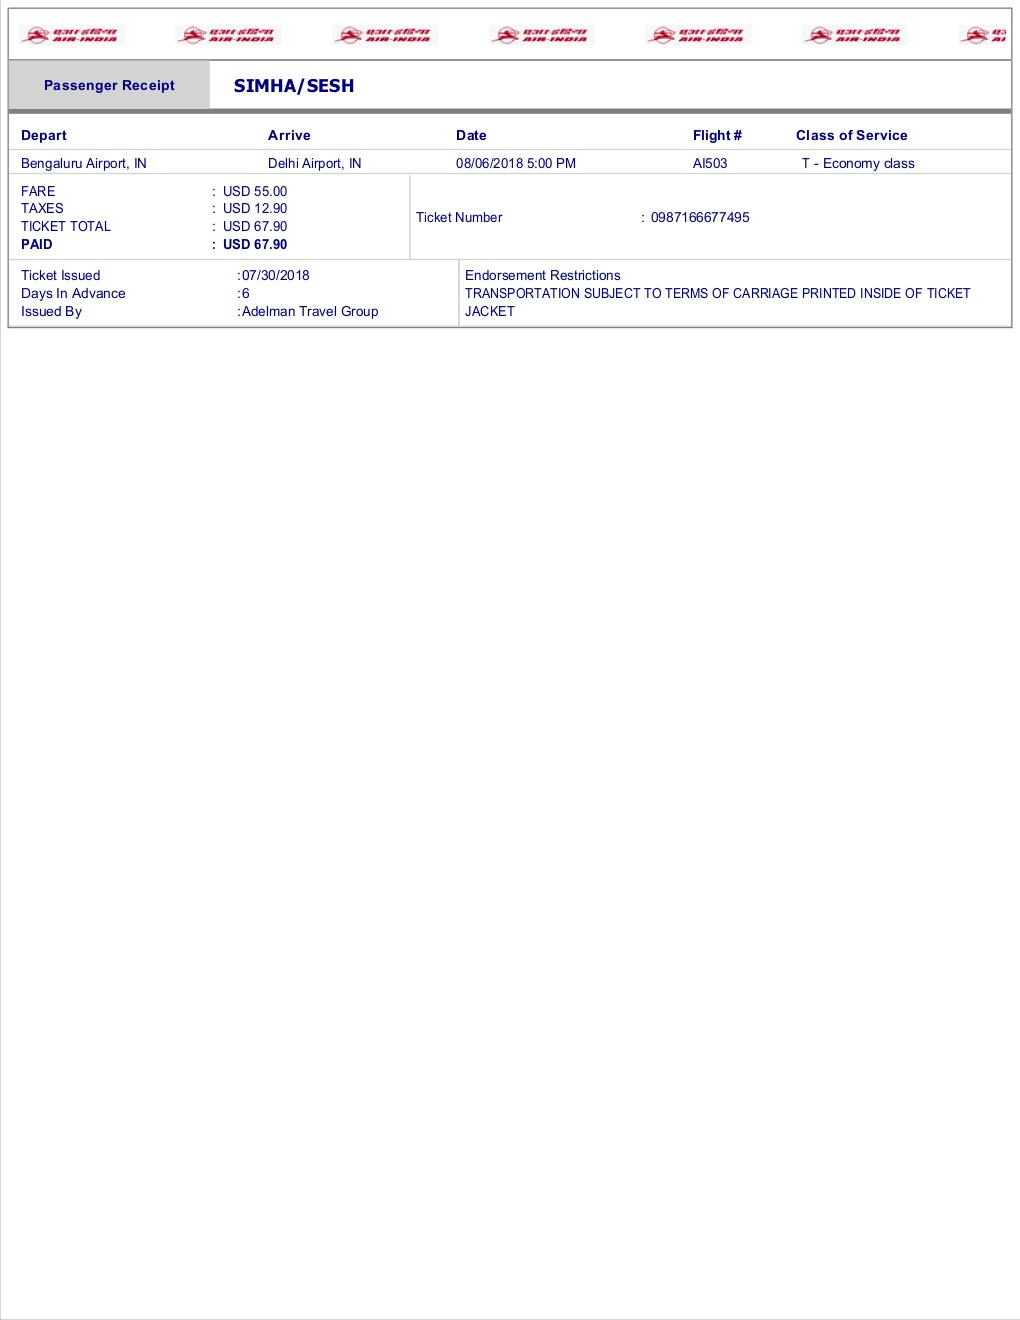 एअर इंडिया एअर इंडिया एअर इंडिया एअर इंडिया एअर इंडिया एअर इंडिया
AIR-INDIA AIR-INDIA AIR-INDIA AIR-INDIA AIR-INDIA AIR-INDIA AI
Passenger Receipt SIMHA/SESH
Depart Arrive Date Flight # Class of Service
Bengaluru Airport, IN Delhi Airport, IN 08/06/2018 5:00 PM AI503 T - Economy class
FARE : USD 55.00
TAXES : USD 12.90
Ticket Number : 0987166677495
TICKET TOTAL : USD 67.90
PAID : USD 67.90
Ticket Issued :07/30/2018
Days In Advance :6
Issued By :Adelman Travel Group
Endorsement Restrictions
TRANSPORTATION SUBJECT TO TERMS OF CARRIAGE PRINTED INSIDE OF TICKET
JACKET